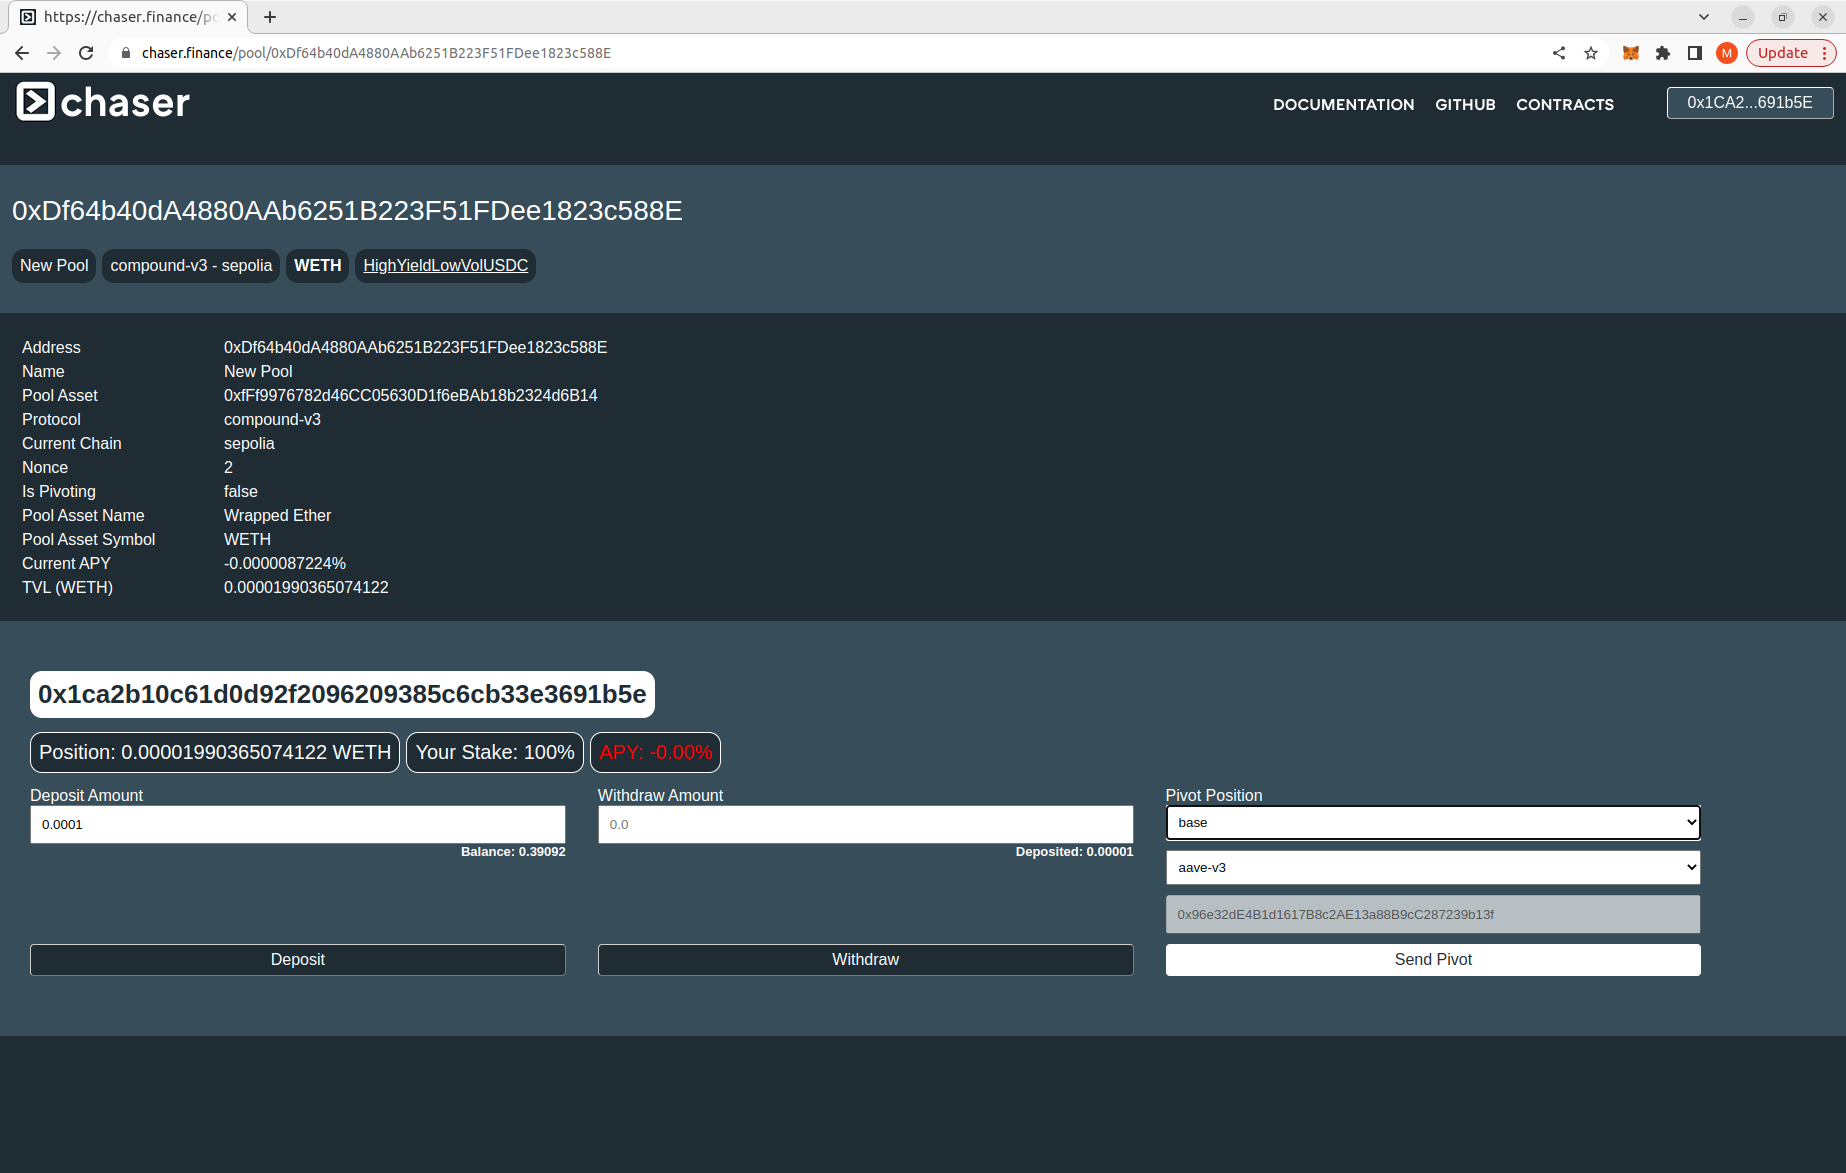 https://chaser.finance/po
chaser.finance/pool/0xDf64b40dA4880AAb6251B223F51FDee1823c588E
M
Update
chaser
DOCUMENTATION GITHUB CONTRACTS 0x1CA2...691b5E
0xDf64b40dA4880AAb6251B223F51FDee1823c588E
New Pool compound-v3 - sepolia WETH HighYieldLowVolUSDC
Address 0xDf64b40dA4880AAb6251B223F51FDee1823c588E
Name New Pool
Pool Asset 0xfFf9976782d46CC05630D1f6eBAb18b2324d6B14
Protocol compound-v3
Current Chain sepolia
Nonce 2
Is Pivoting false
Pool Asset Name Wrapped Ether
Pool Asset Symbol WETH
Current APY -0.0000087224%
TVL (WETH) 0.00001990365074122
0x1ca2b10c61d0d92f2096209385c6cb33e3691b5e
Position: 0.00001990365074122 WETH Your Stake: 100% APY: -0.00%
Deposit Amount
0.0001
Balance: 0.39092
Deposit
Withdraw Amount
0.0
Deposited: 0.00001
Withdraw
Pivot Position
base
aave-v3
0x96e32dE4B1d1617B8c2AE13a88B9cC287239b13f
Send Pivot